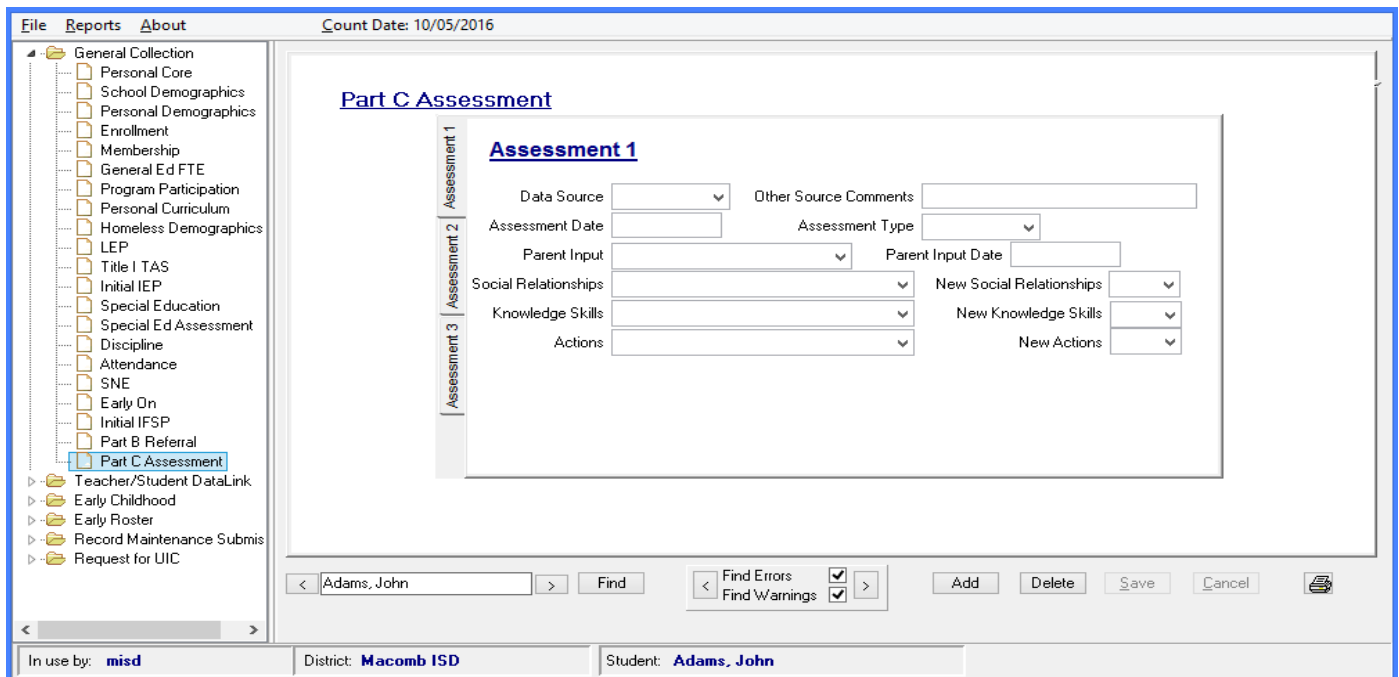 File Reports About Count Date: 10/05/2016
General Collection
Personal Core
School Demographics
Personal Demographics
Enrollment
Membership
General Ed FTE
Program Participation
Personal Curriculum
Homeless Demographics
LEP
Title I TAS
Initial IEP
Special Education
Special Ed Assessment
Discipline
Attendance
SNE
Early On
Initial IFSP
Part B Referral
Part C Assessment
Teacher/Student DataLink
Early Childhood
Early Roster
Record Maintenance Submis
Request for UIC
Part C Assessment
Assessment 1
Assessment 2
Assessment 3
Assessment 1
Data Source Other Source Comments
Assessment Date Assessment Type
Parent Input Parent Input Date
Social Relationships New Social Relationships
Knowledge Skills New Knowledge Skills
Actions New Actions
< Adams, John > Find < Find Errors > Add Delete Save Cancel
Find Warnings
In use by: misd District: Macomb ISD Student: Adams, John